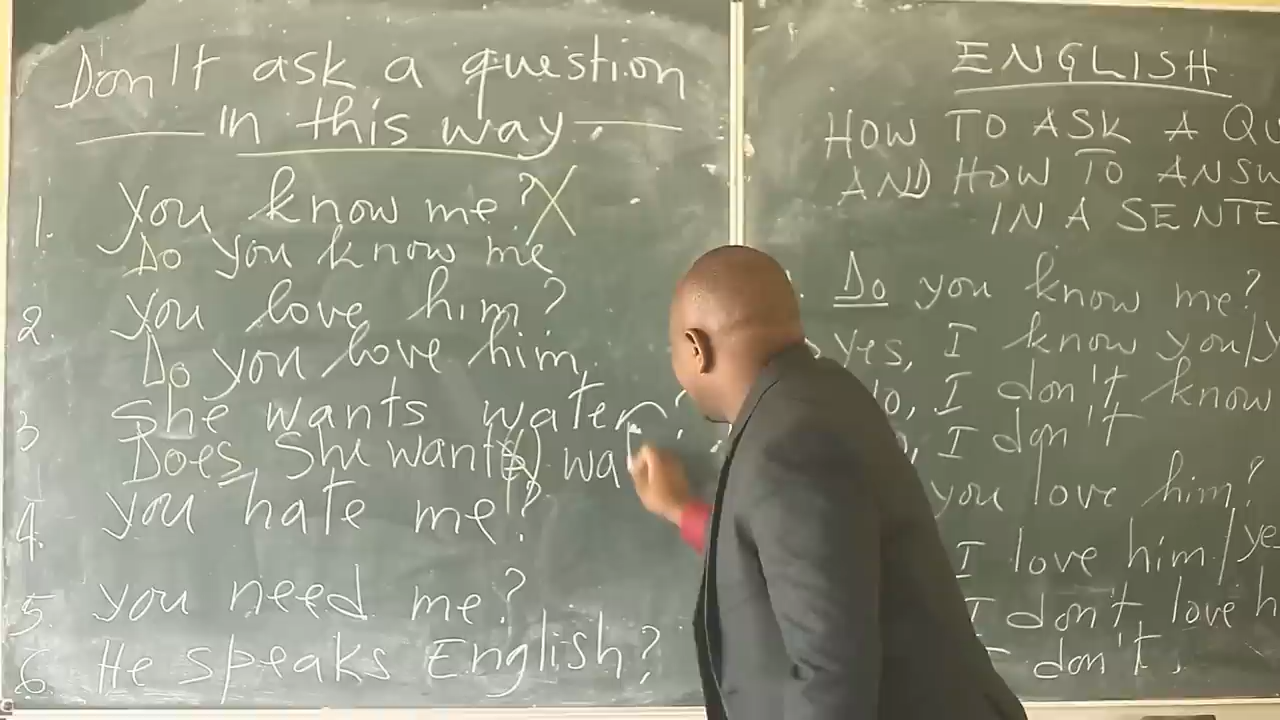 Don't ask a question
in this way.
1. You know me? X
Do you know me
2. You love him?
Do you love him
3 She wants water?
Does She want(s) wa
4. You hate me?
5. You need me?
6. He speaks English?
ENGLISH
HOW TO ASK A QU
AND HOW TO ANSW
IN A SENTE
Do you know me?
yes, I know you/y
I don't know
I don't
you love him?
I love him/ye
I don't love h
I don't,